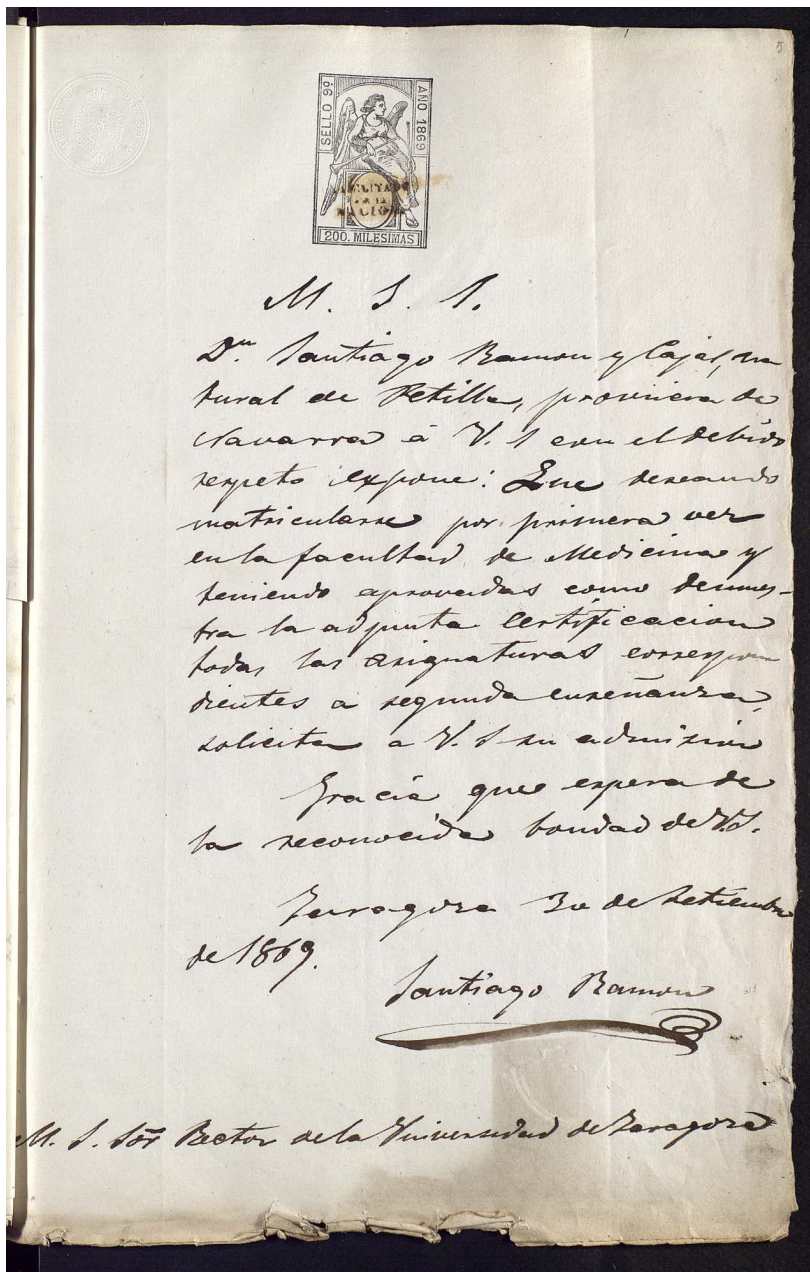 5
SELLO 9º
AÑO 1869
HABILITADO
POR LA
NACION
200. MILESIMAS
M. I. S.
Dn. Santiago Ramon y Cajal, na
tural de Petilla, provincia de
Navarra á V. S con el debido
respeto expone: Que deseando
matricularse por primera vez
en la facultad de Medicina y
teniendo aprovadas como demues-
tra la adjunta Certificacion
todas las asignaturas correspon
dientes a segunda enseñanza,
solicita a V. S su admision
Gracia que espera de
la reconocida bondad de V.S.
Zaragoza 30 de Setiembre
de 1869.
Santiago Ramon
M. I. Sor Rector de la Universidad de Zaragoza